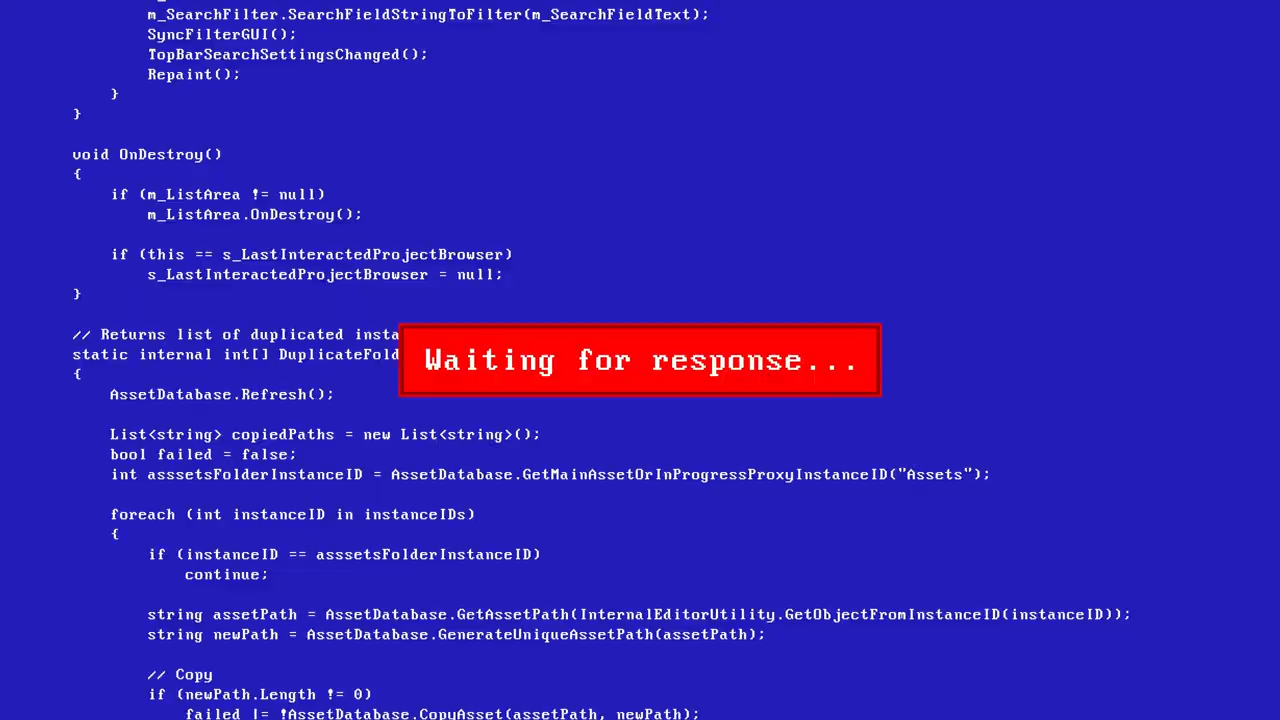 m_SearchFilter.SearchFieldStringToFilter(m_SearchFieldText);
SyncFilterGUI();
TopBarSearchSettingsChanged();
Repaint();
}
}
void OnDestroy()
{
if (m_ListArea != null)
m_ListArea.OnDestroy();
if (this == s_LastInteractedProjectBrowser)
s_LastInteractedProjectBrowser = null;
}
// Returns list of duplicated insta
static internal int[] DuplicateFold
Waiting for response...
{
AssetDatabase.Refresh();
List<string> copiedPaths = new List<string>();
bool failed = false;
int asssetsFolderInstanceID = AssetDatabase.GetMainAssetOrInProgressProxyInstanceID("Assets");
foreach (int instanceID in instanceIDs)
{
if (instanceID == asssetsFolderInstanceID)
continue;
string assetPath = AssetDatabase.GetAssetPath(InternalEditorUtility.GetObjectFromInstanceID(instanceID));
string newPath = AssetDatabase.GenerateUniqueAssetPath(assetPath);
// Copy
if (newPath.Length != 0)
failed |= !AssetDatabase.CopyAsset(assetPath, newPath);